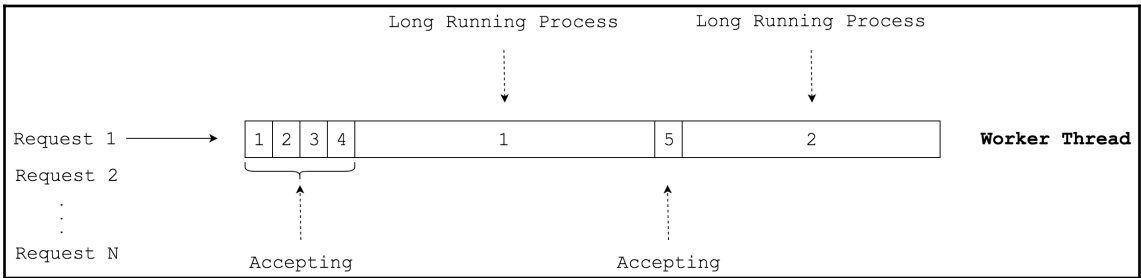 Long Running Process Long Running Process
Request 1 1 2 3 4 1 5 2 Worker Thread
Request 2
.
.
.
Request N
Accepting Accepting